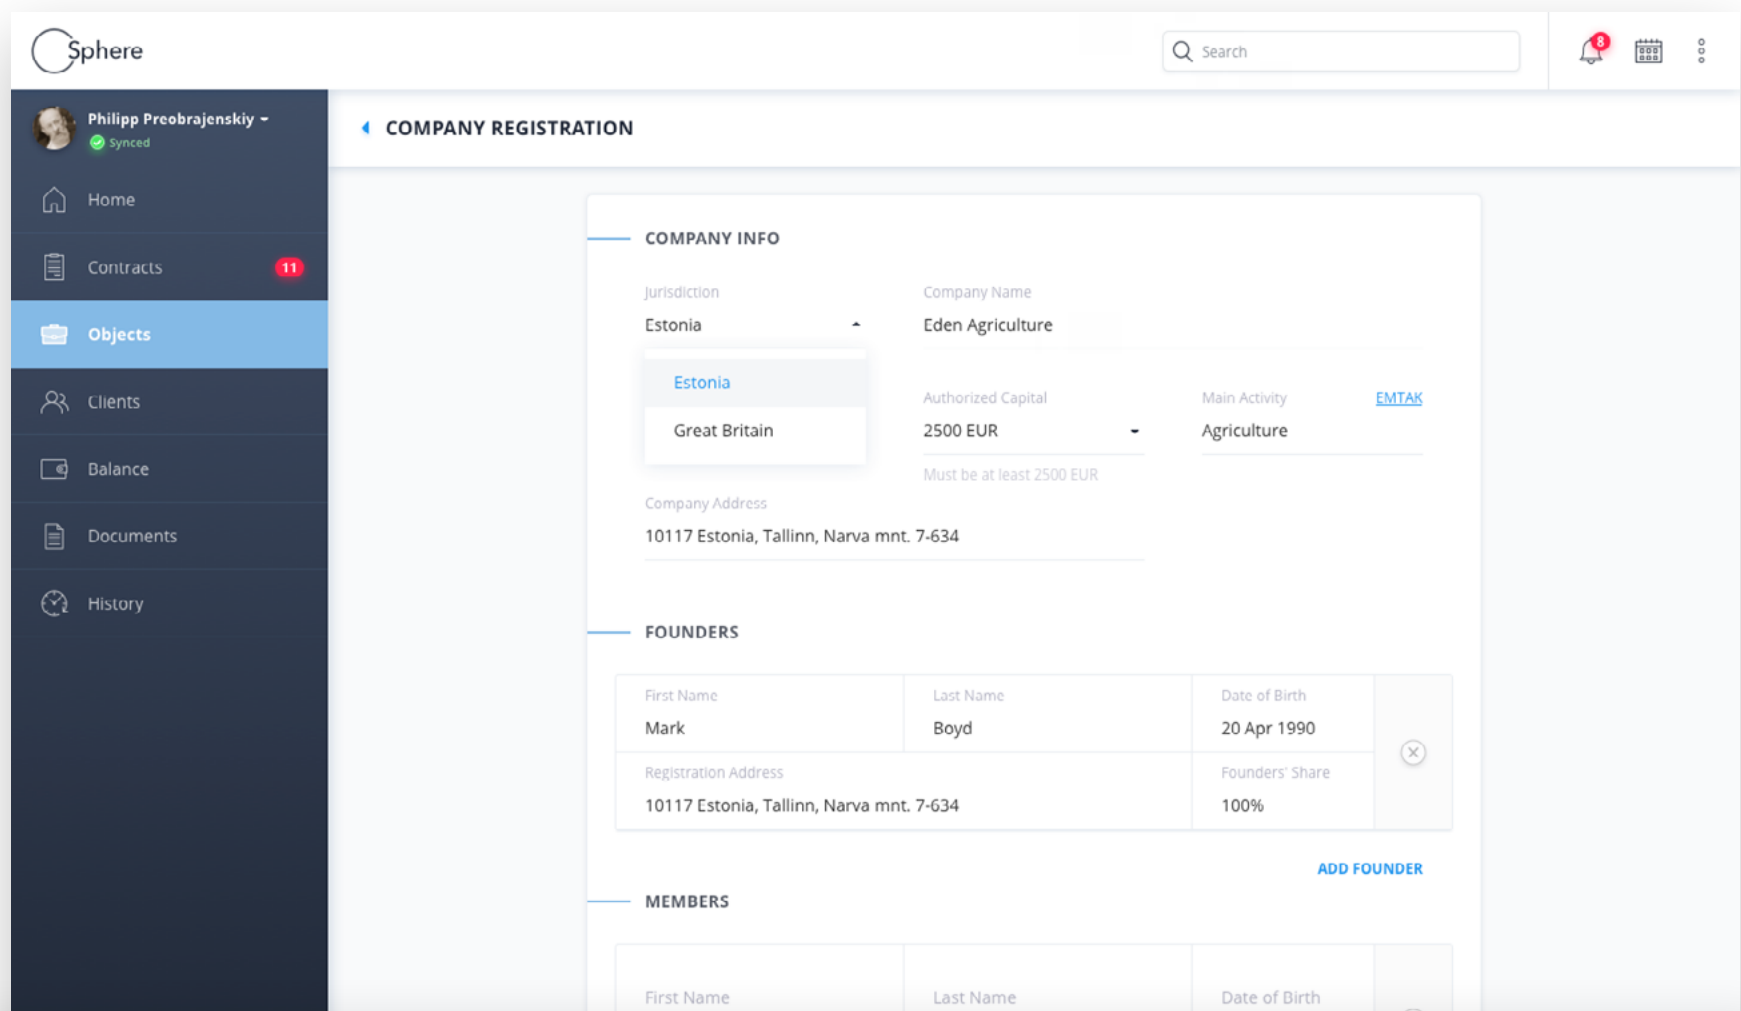 Sphere
Search
8
Philipp Preobrajenskiy
Synced
COMPANY REGISTRATION
Home
Contracts
11
Objects
Clients
Balance
Documents
History
COMPANY INFO
Jurisdiction
Estonia
Estonia
Great Britain
Company Name
Eden Agriculture
Authorized Capital
2500 EUR
Must be at least 2500 EUR
Main Activity
EMTAK
Agriculture
Company Address
10117 Estonia, Tallinn, Narva mnt. 7-634
FOUNDERS
First Name
Mark
Last Name
Boyd
Date of Birth
20 Apr 1990
Registration Address
10117 Estonia, Tallinn, Narva mnt. 7-634
Founders' Share
100%
ADD FOUNDER
MEMBERS
First Name
Last Name
Date of Birth